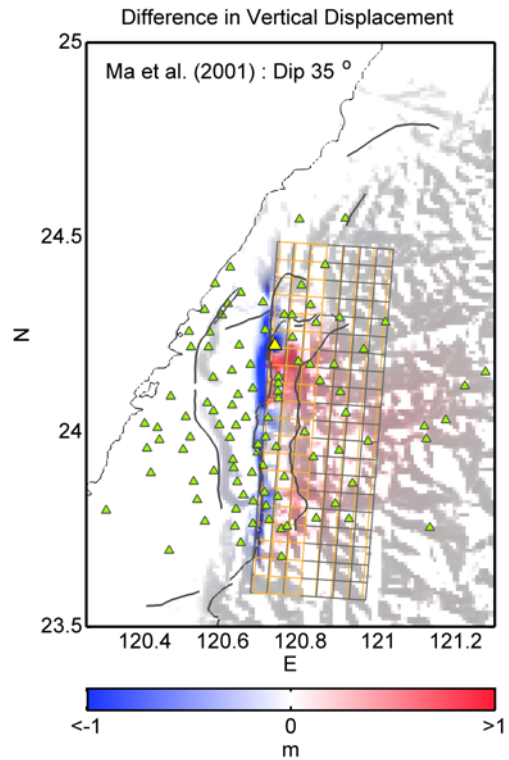 Difference in Vertical Displacement
25
Ma et al. (2001) : Dip 35 °
24.5
N
24
23.5
120.4 120.6 120.8 121 121.2
E
<-1 0 >1
m